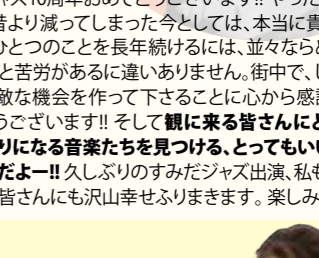 ャズ10周年おめでとうございます!! やった
昔より減ってしまった今としては、本当に貴
ひとつのことを長年続けるには、並々ならぬ
と苦労があるに違いありません。街中で、し
敵な機会を作って下さることに心から感謝
うございます!! そして観に来る皆さんにと
りになる音楽たちを見つける、とってもいい
だよー!! 久しぶりのすみだジャズ出演、私も
皆さんにも沢山幸せふりまきます。楽しみ